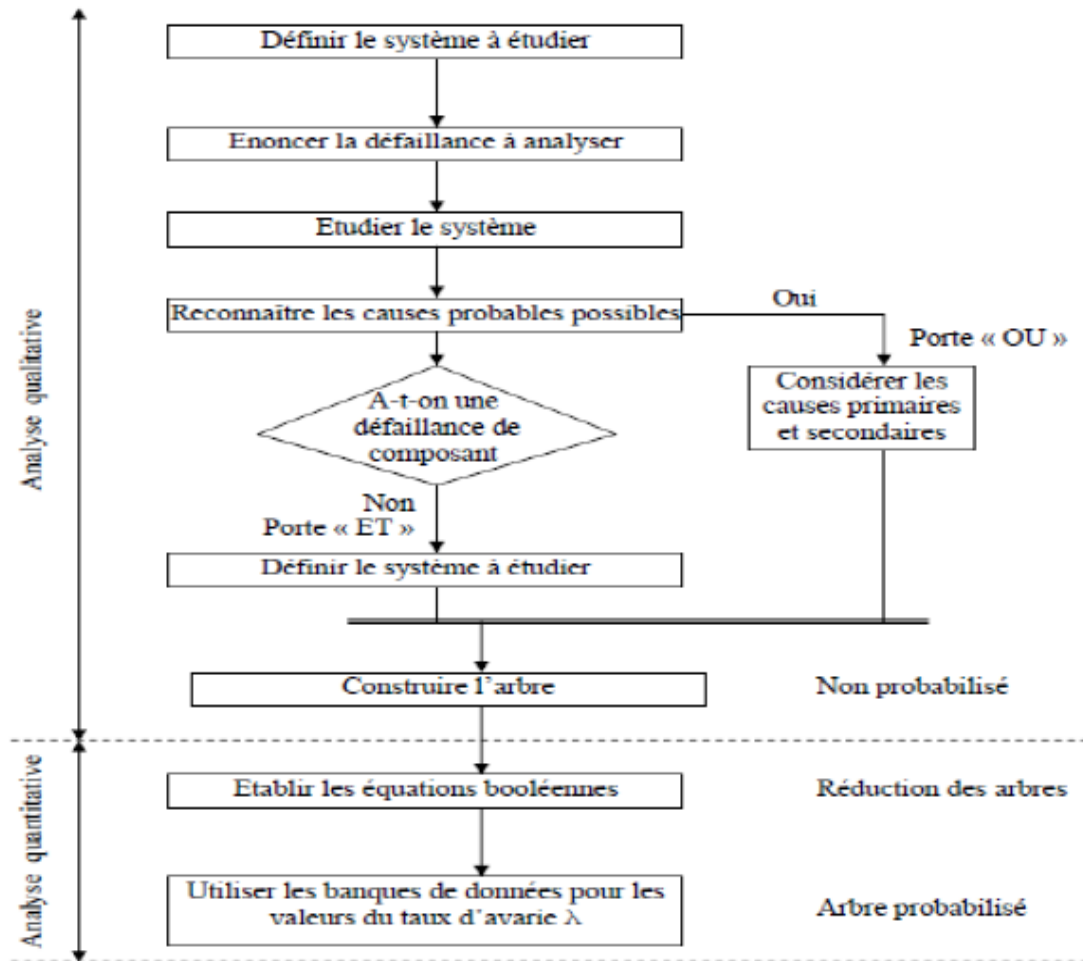 Définir le système à étudier
Enoncer la défaillance à analyser
Etudier le système
Reconnaître les causes probables possibles
Oui
Porte « OU »
Considérer les
causes primaires
et secondaires
A-t-on une
défaillance de
composant
Non
Porte « ET »
Définir le système à étudier
Construire l'arbre
Non probabilisé
Analyse qualitative
Etablir les équations booléennes
Réduction des arbres
Utiliser les banques de données pour les
valeurs du taux d'avarie λ
Arbre probabilisé
Analyse quantitative